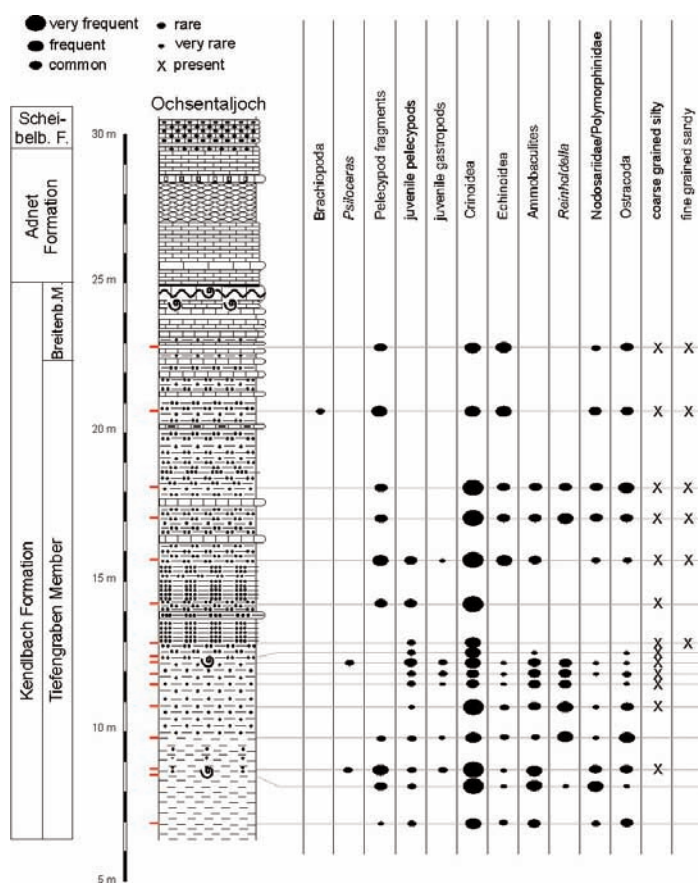 very frequent
frequent
common
rare
very rare
X present
Ochsentaljoch
Schei-
belb. F.
Adnet
Formation
Breitenb.M.
Kendlbach Formation
Tiefengraben Member
30 m
25 m
20 m
15 m
10 m
5 m
Brachiopoda
Psiloceras
Pelecypod fragments
juvenile pelecypods
juvenile gastropods
Crinoidea
Echinoidea
Ammobaculites
Reinholdella
Nodosariidae/Polymorphinidae
Ostracoda
coarse grained silty
fine grained sandy
X X
X X
X X
X X
X X
X
X X
X
X
X
X
X
X